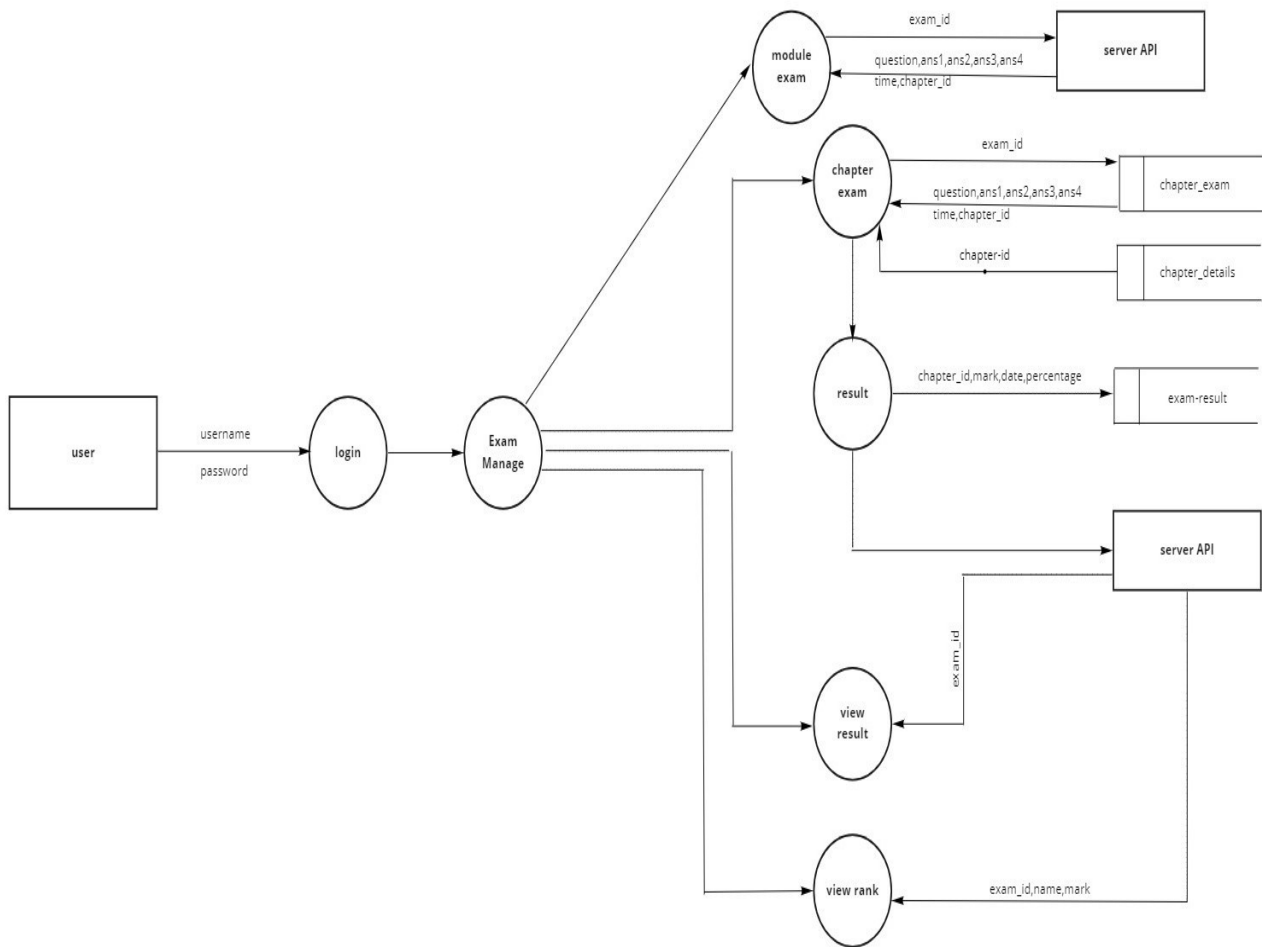 exam_id
module
exam
server API
question,ans1,ans2,ans3,ans4
time,chapter_id
exam_id
chapter
exam
chapter_exam
question,ans1,ans2,ans3,ans4
time,chapter_id
chapter-id
chapter_details
chapter_id,mark,date,percentage
result
exam-result
username
user
login
Exam
Manage
password
server API
exam_id
view
result
view rank
exam_id,name,mark